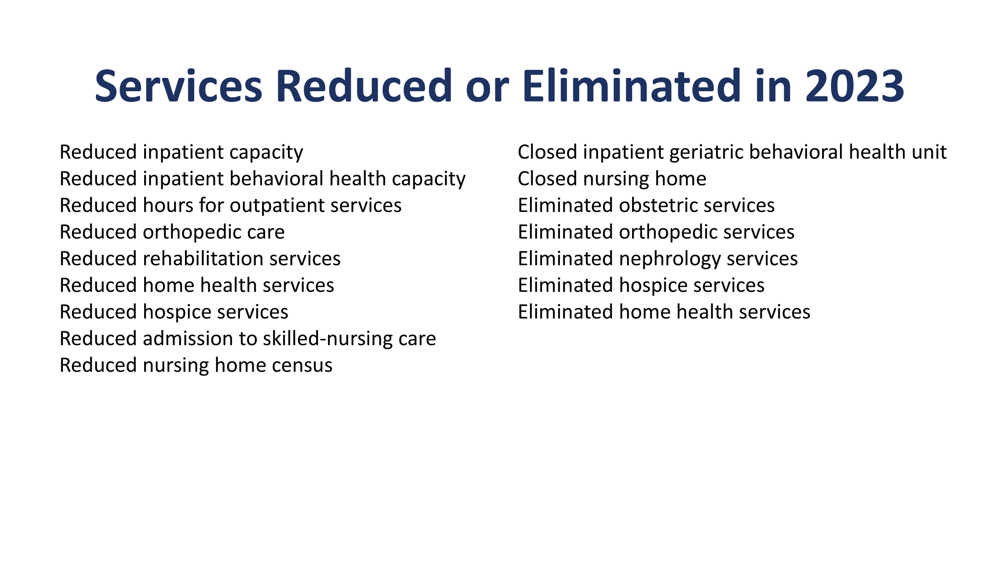 Services Reduced or Eliminated in 2023
Reduced inpatient capacity
Reduced inpatient behavioral health capacity
Reduced hours for outpatient services
Reduced orthopedic care
Reduced rehabilitation services
Reduced home health services
Reduced hospice services
Reduced admission to skilled-nursing care
Reduced nursing home census
Closed inpatient geriatric behavioral health unit
Closed nursing home
Eliminated obstetric services
Eliminated orthopedic services
Eliminated nephrology services
Eliminated hospice services
Eliminated home health services